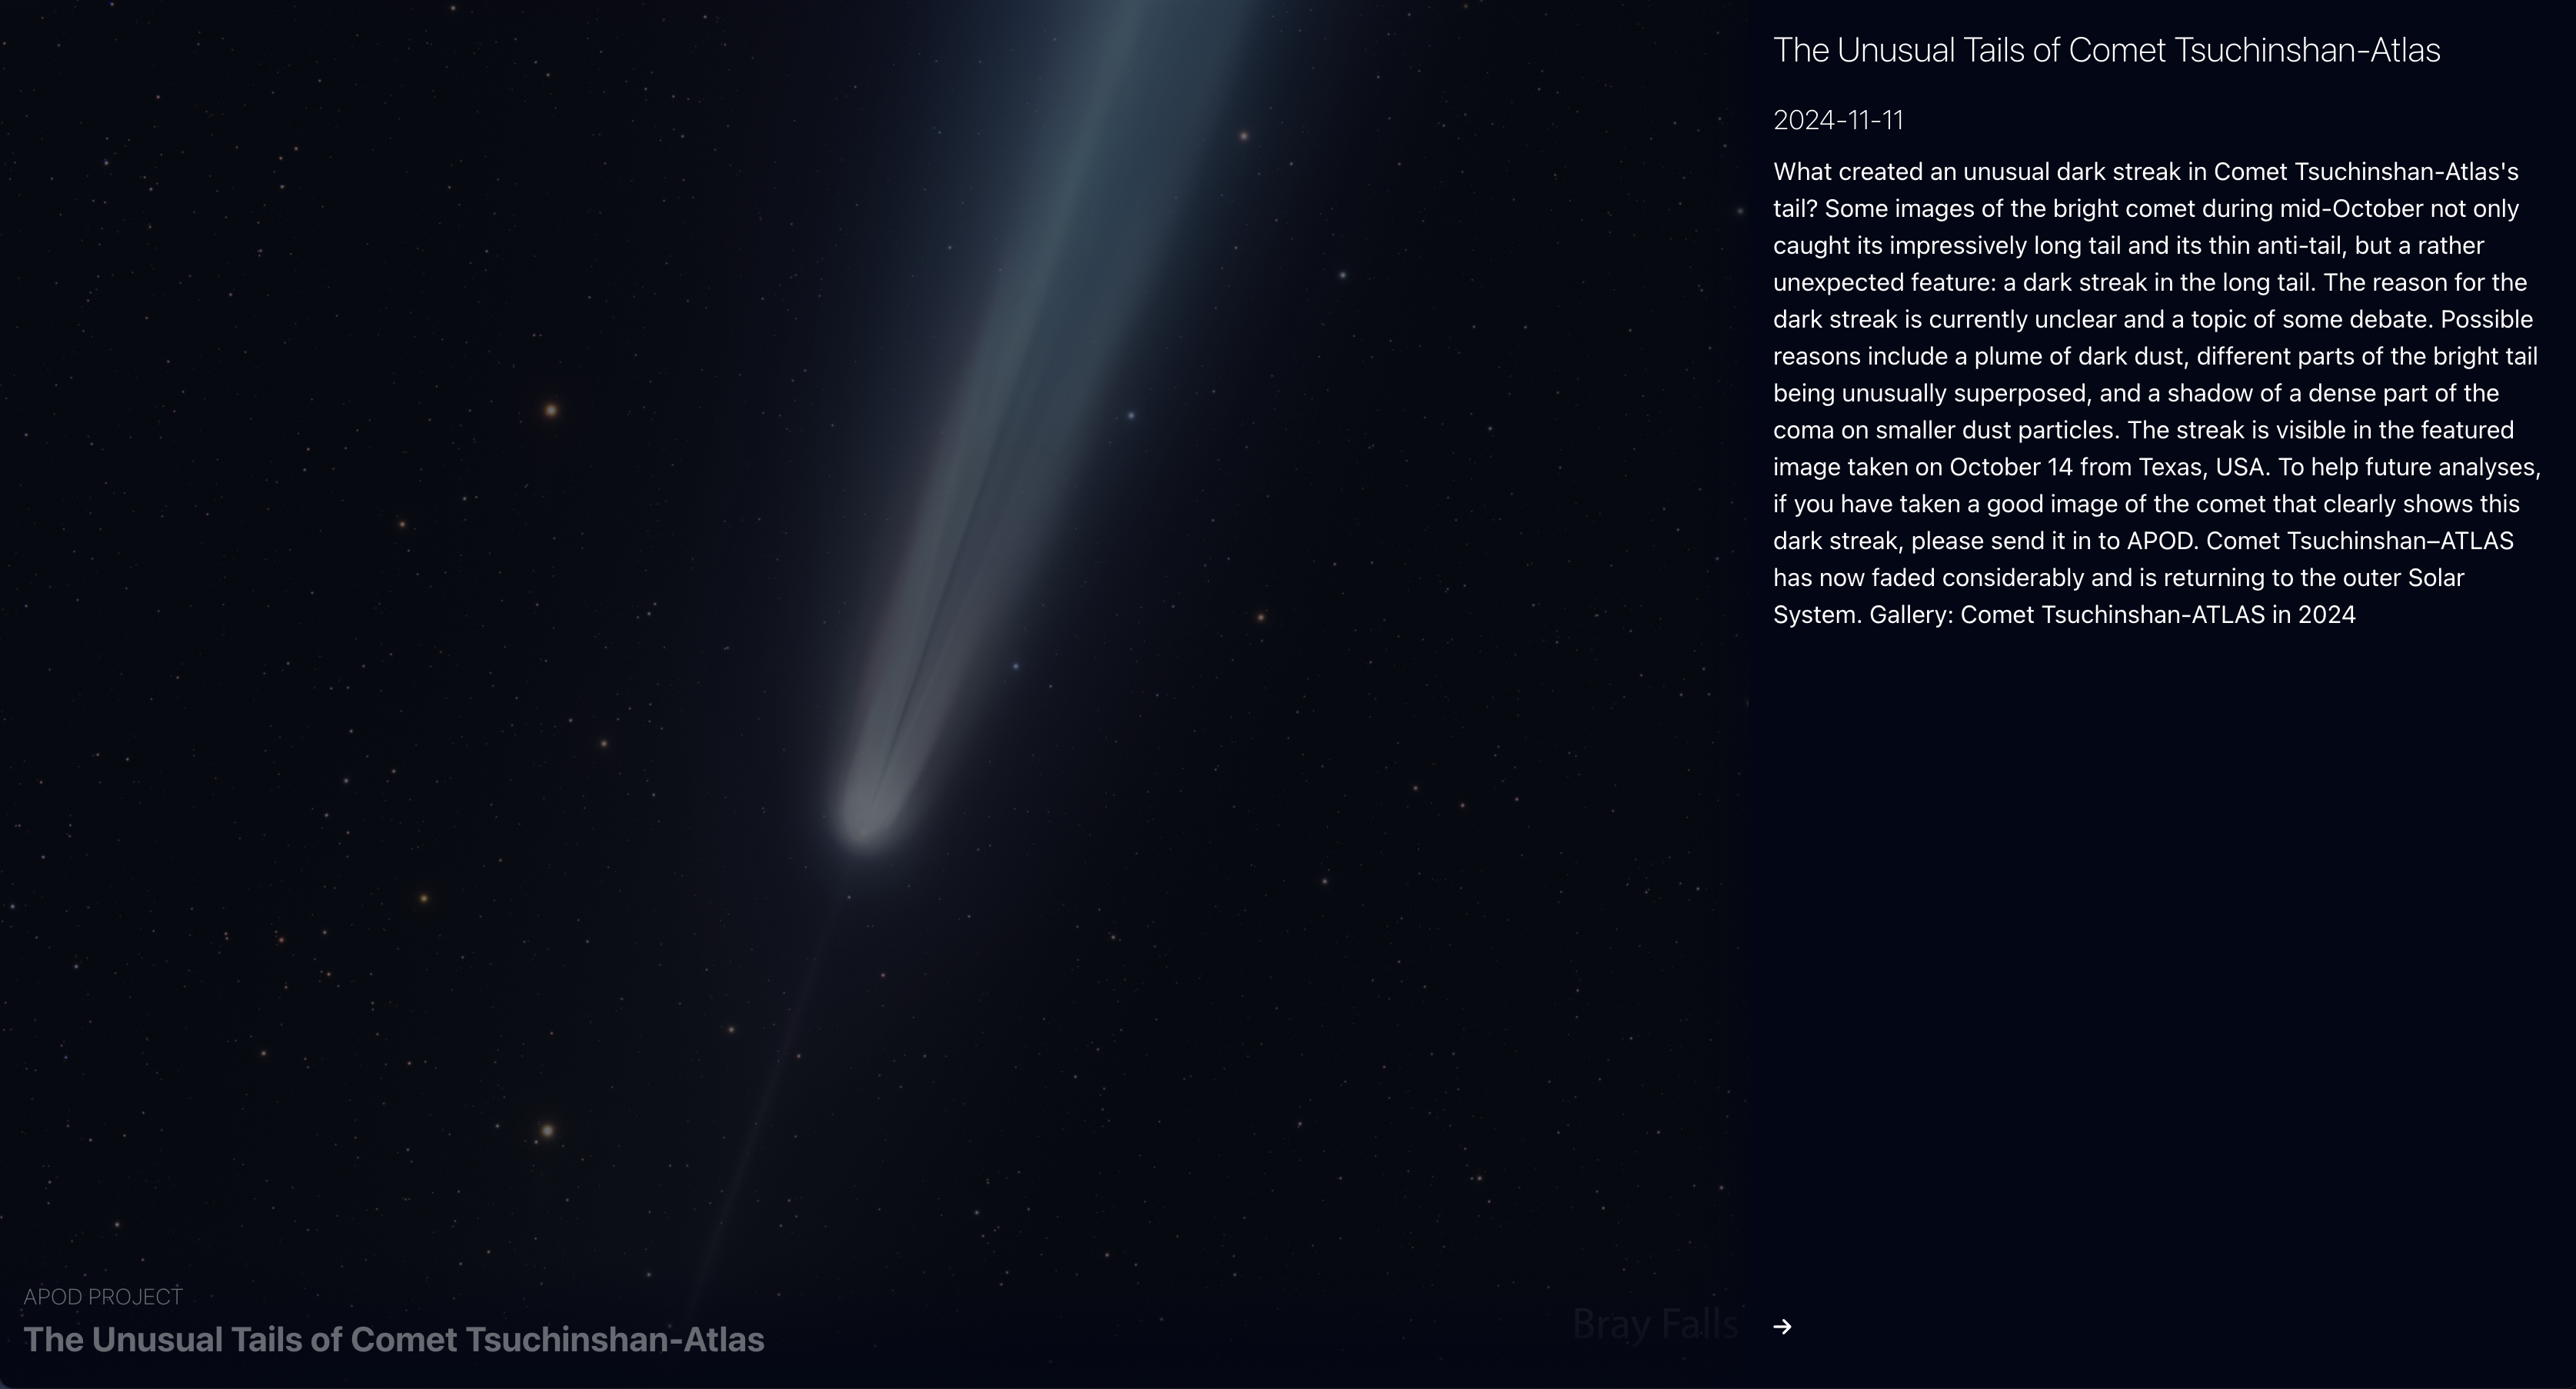 APOD PROJECT
The Unusual Tails of Comet Tsuchinshan-Atlas
Bray Falls
The Unusual Tails of Comet Tsuchinshan-Atlas
2024-11-11
What created an unusual dark streak in Comet Tsuchinshan-Atlas's
tail? Some images of the bright comet during mid-October not only
caught its impressively long tail and its thin anti-tail, but a rather
unexpected feature: a dark streak in the long tail. The reason for the
dark streak is currently unclear and a topic of some debate. Possible
reasons include a plume of dark dust, different parts of the bright tail
being unusually superposed, and a shadow of a dense part of the
coma on smaller dust particles. The streak is visible in the featured
image taken on October 14 from Texas, USA. To help future analyses,
if you have taken a good image of the comet that clearly shows this
dark streak, please send it in to APOD. Comet Tsuchinshan–ATLAS
has now faded considerably and is returning to the outer Solar
System. Gallery: Comet Tsuchinshan-ATLAS in 2024